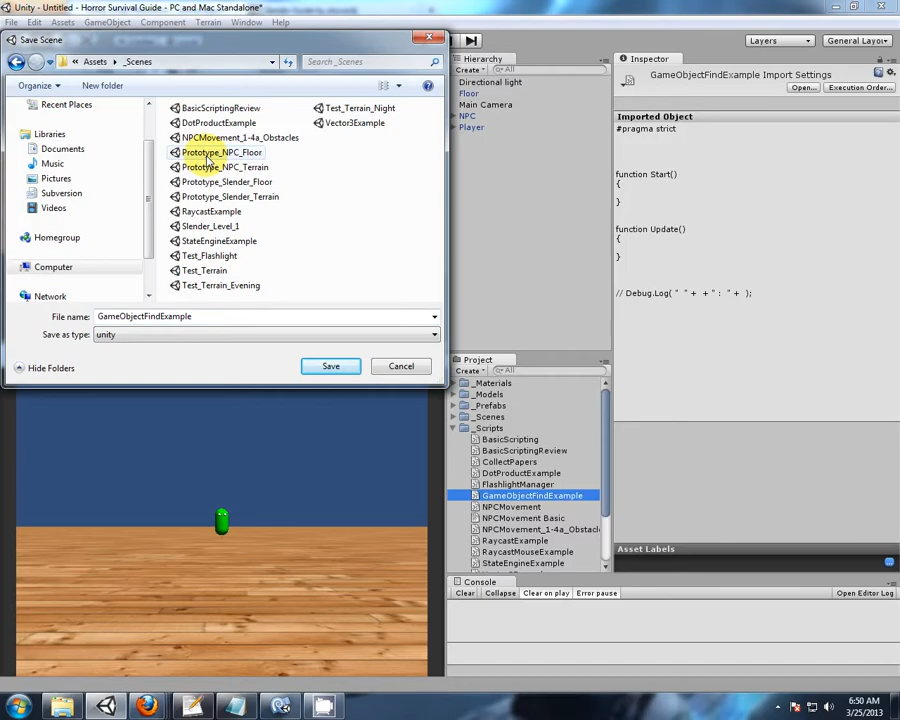 Unity - Untitled - Horror Survival Guide - PC and Mac Standalone*
File Edit Assets GameObject Component Terrain Window Help
Save Scene
Layers
General Layout
« Assets ▸ _Scenes
Search _Scenes
Organize
New folder
Recent Places
Libraries
Documents
Music
Pictures
Subversion
Videos
Homegroup
Computer
Network
BasicScriptingReview
DotProductExample
NPCMovement_1-4a_Obstacles
Prototype_NPC_Floor
Prototype_NPC_Terrain
Prototype_Slender_Floor
Prototype_Slender_Terrain
RaycastExample
Slender_Level_1
StateEngineExample
Test_Flashlight
Test_Terrain
Test_Terrain_Evening
Test_Terrain_Night
Vector3Example
File name: GameObjectFindExample
Save as type: unity
Hide Folders
Save
Cancel
Hierarchy
Create
All
Directional light
Floor
Main Camera
NPC
Player
Project
Create
All
_Materials
_Models
_Prefabs
_Scenes
_Scripts
BasicScripting
BasicScriptingReview
CollectPapers
DotProductExample
FlashlightManager
GameObjectFindExample
NPCMovement
NPCMovement Basic
NPCMovement_1-4a_Obstacl
RaycastExample
RaycastMouseExample
StateEngineExample
Console
Clear Collapse Clear on play Error pause
Open Editor Log
Inspector
GameObjectFindExample Import Settings
Open... Execution Order...
Imported Object
#pragma strict
function Start()
{
}
function Update()
{
}
// Debug.Log( " " + + " : " + );
Asset Labels
6:50 AM
3/25/2013